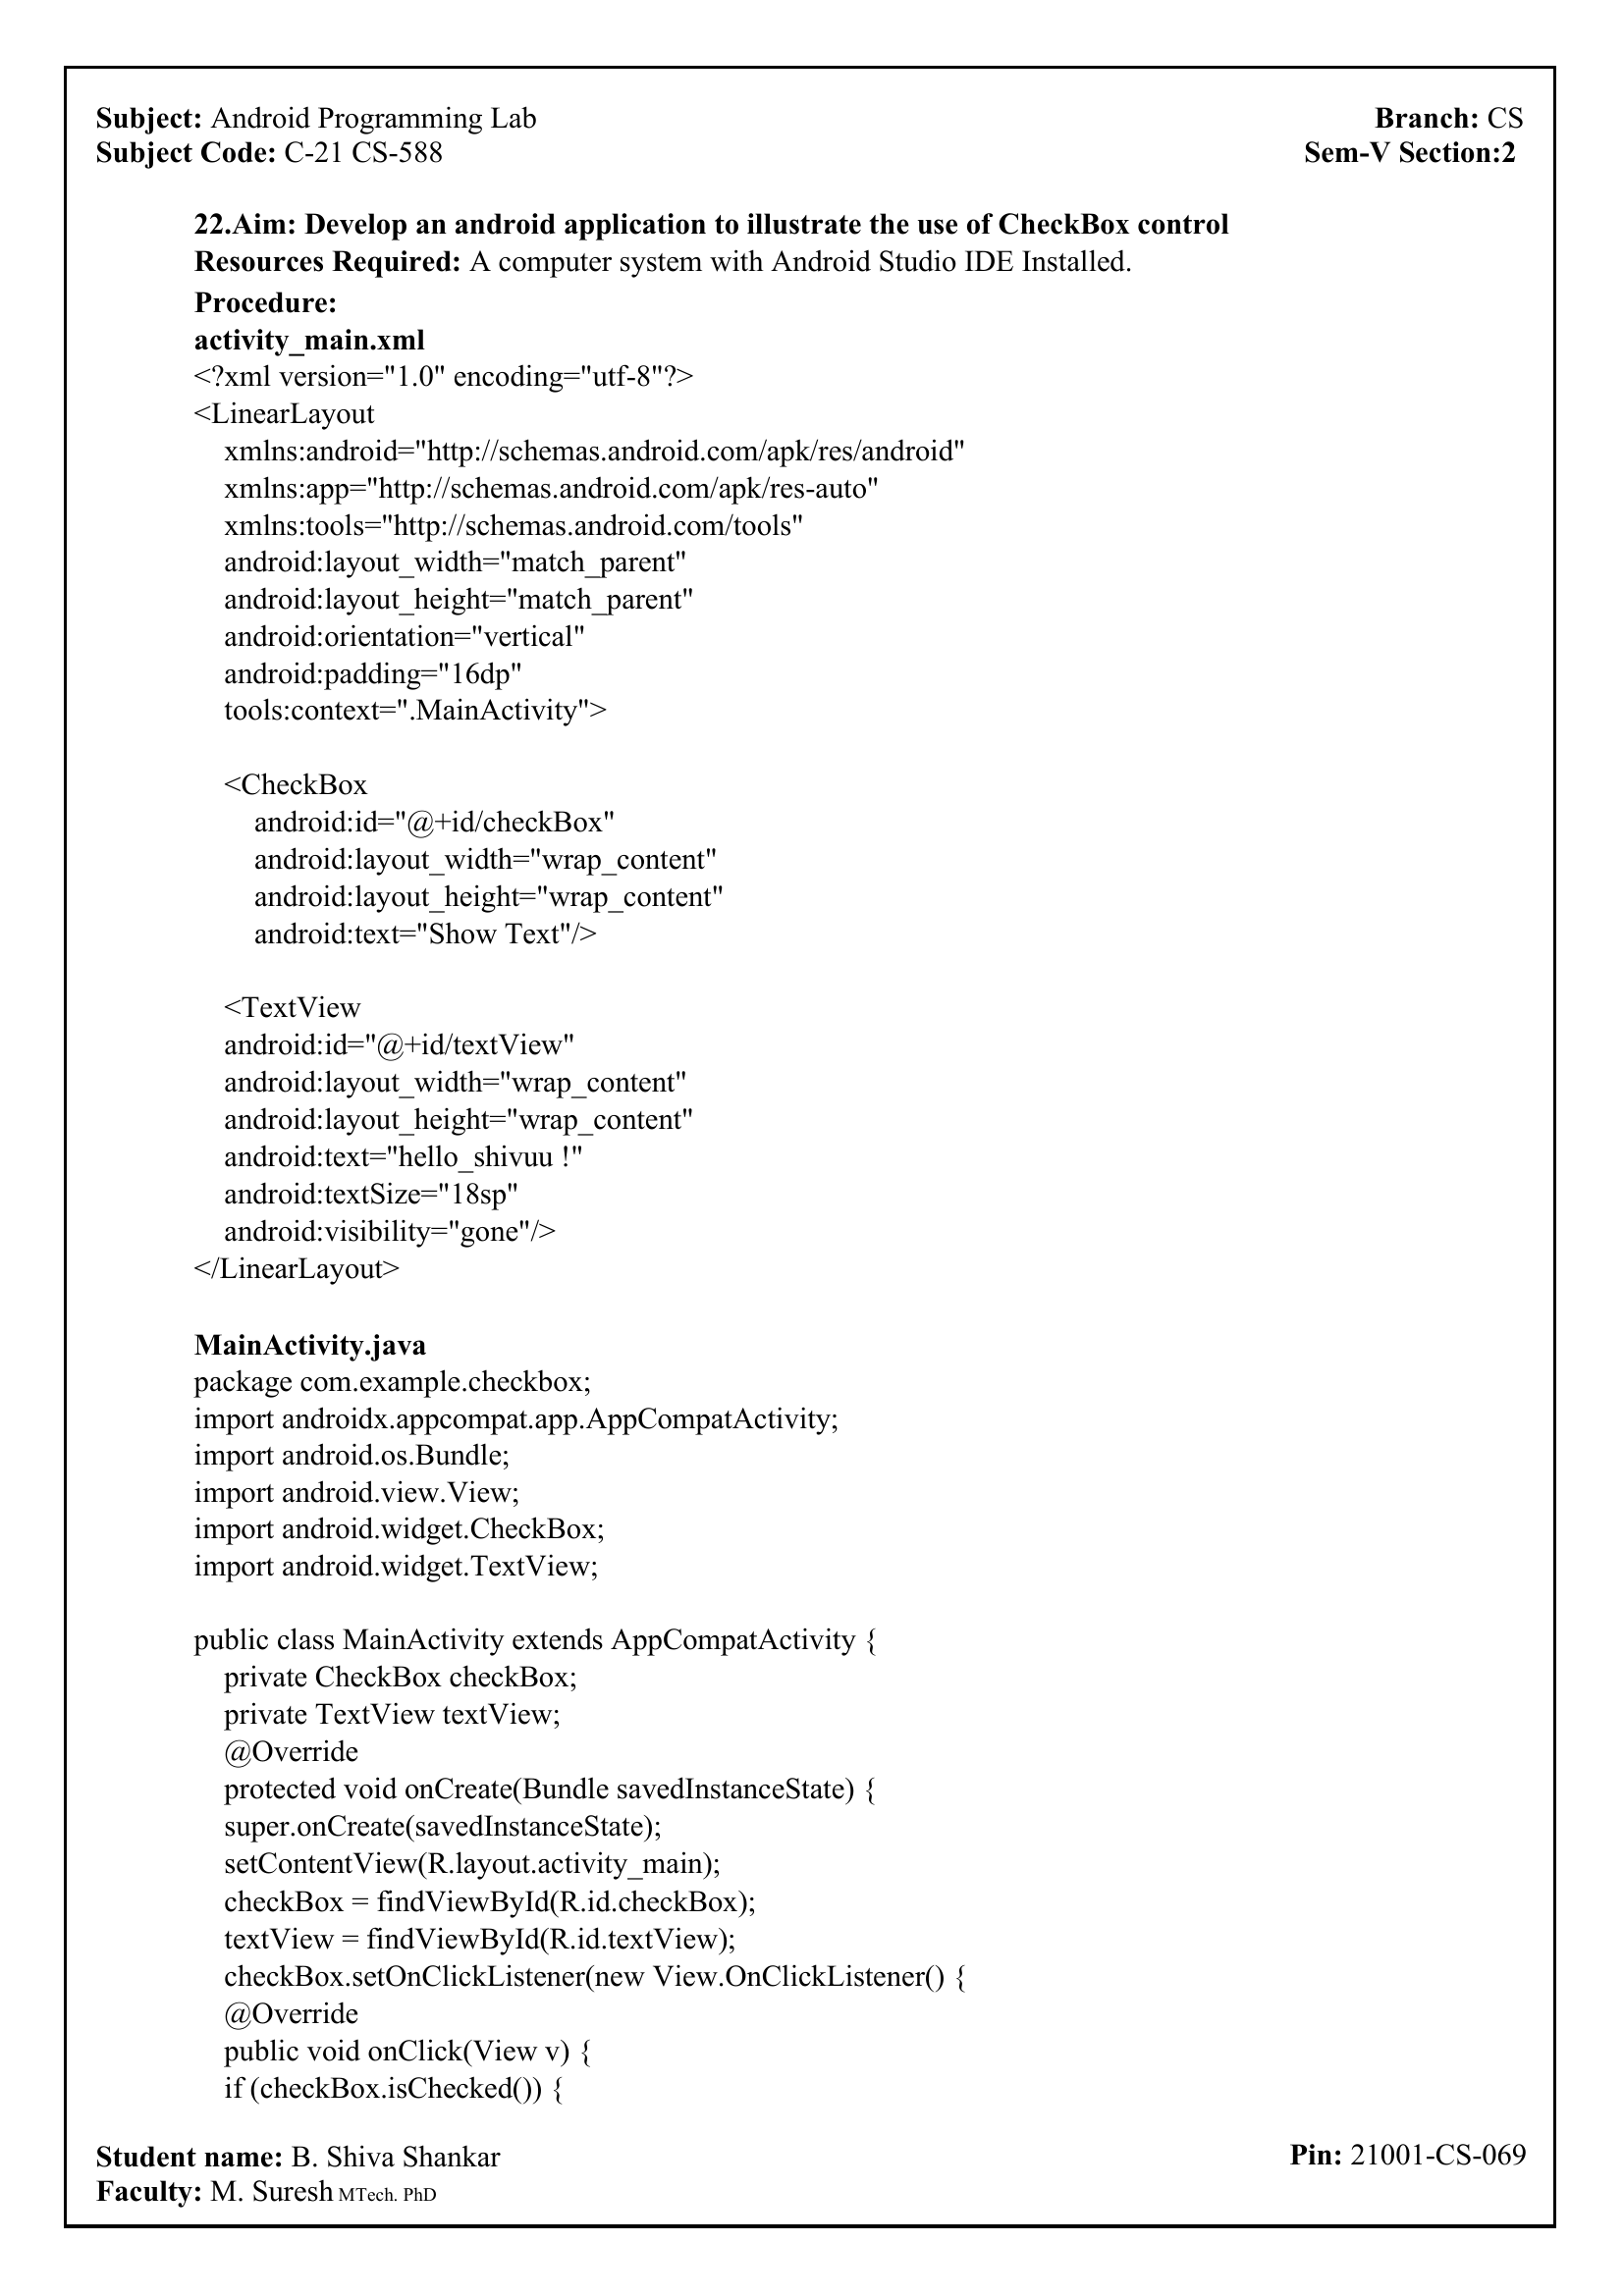 Subject: Android Programming Lab Branch: CS
Subject Code: C-21 CS-588 Sem-V Section:2
22.Aim: Develop an android application to illustrate the use of CheckBox control
Resources Required: A computer system with Android Studio IDE Installed.
Procedure:
activity_main.xml
<?xml version="1.0" encoding="utf-8"?>
<LinearLayout
xmlns:android="http://schemas.android.com/apk/res/android"
xmlns:app="http://schemas.android.com/apk/res-auto"
xmlns:tools="http://schemas.android.com/tools"
android:layout_width="match_parent"
android:layout_height="match_parent"
android:orientation="vertical"
android:padding="16dp"
tools:context=".MainActivity">
<CheckBox
android:id="@+id/checkBox"
android:layout_width="wrap_content"
android:layout_height="wrap_content"
android:text="Show Text"/>
<TextView
android:id="@+id/textView"
android:layout_width="wrap_content"
android:layout_height="wrap_content"
android:text="hello_shivuu !"
android:textSize="18sp"
android:visibility="gone"/>
</LinearLayout>
MainActivity.java
package com.example.checkbox;
import androidx.appcompat.app.AppCompatActivity;
import android.os.Bundle;
import android.view.View;
import android.widget.CheckBox;
import android.widget.TextView;
public class MainActivity extends AppCompatActivity {
private CheckBox checkBox;
private TextView textView;
@Override
protected void onCreate(Bundle savedInstanceState) {
super.onCreate(savedInstanceState);
setContentView(R.layout.activity_main);
checkBox = findViewById(R.id.checkBox);
textView = findViewById(R.id.textView);
checkBox.setOnClickListener(new View.OnClickListener() {
@Override
public void onClick(View v) {
if (checkBox.isChecked()) {
Student name: B. Shiva Shankar Pin: 21001-CS-069
Faculty: M. Suresh MTech. PhD